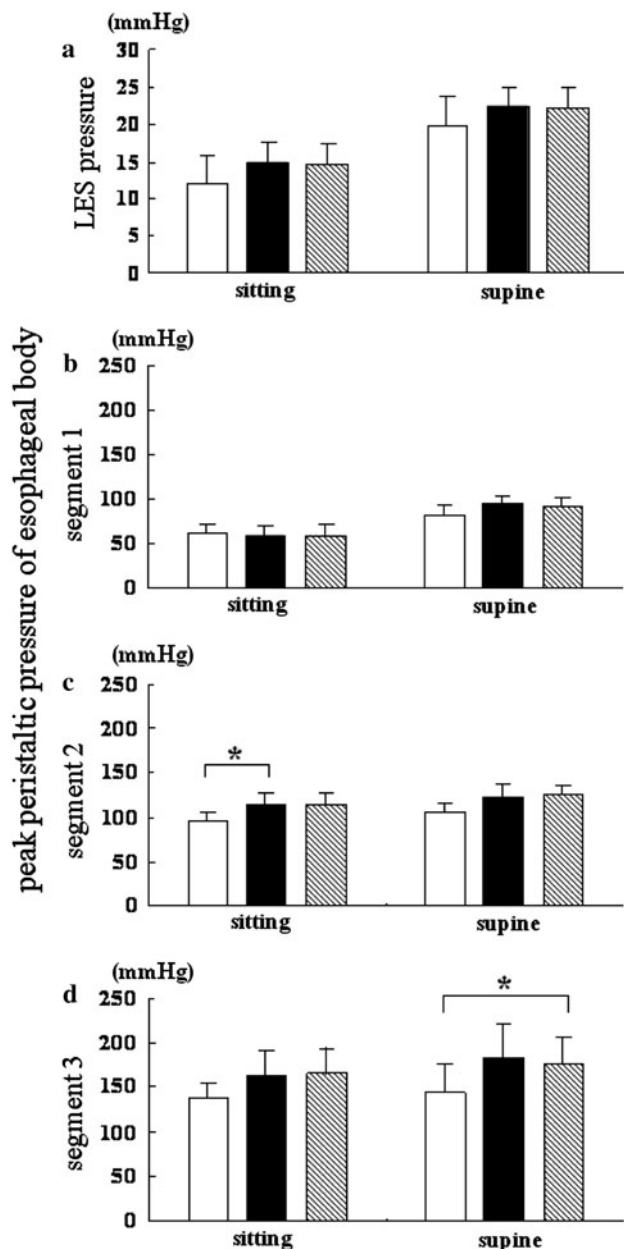 (mmHg)
a
30
25
20
15
10
5
0
LES pressure
sitting supine
peak peristaltic pressure of esophageal body
(mmHg)
b
250
200
150
100
50
0
segment 1
sitting supine
(mmHg)
c
250
200
150
100
50
0
segment 2
*
sitting supine
(mmHg)
d
250
200
150
100
50
0
segment 3
*
sitting supine